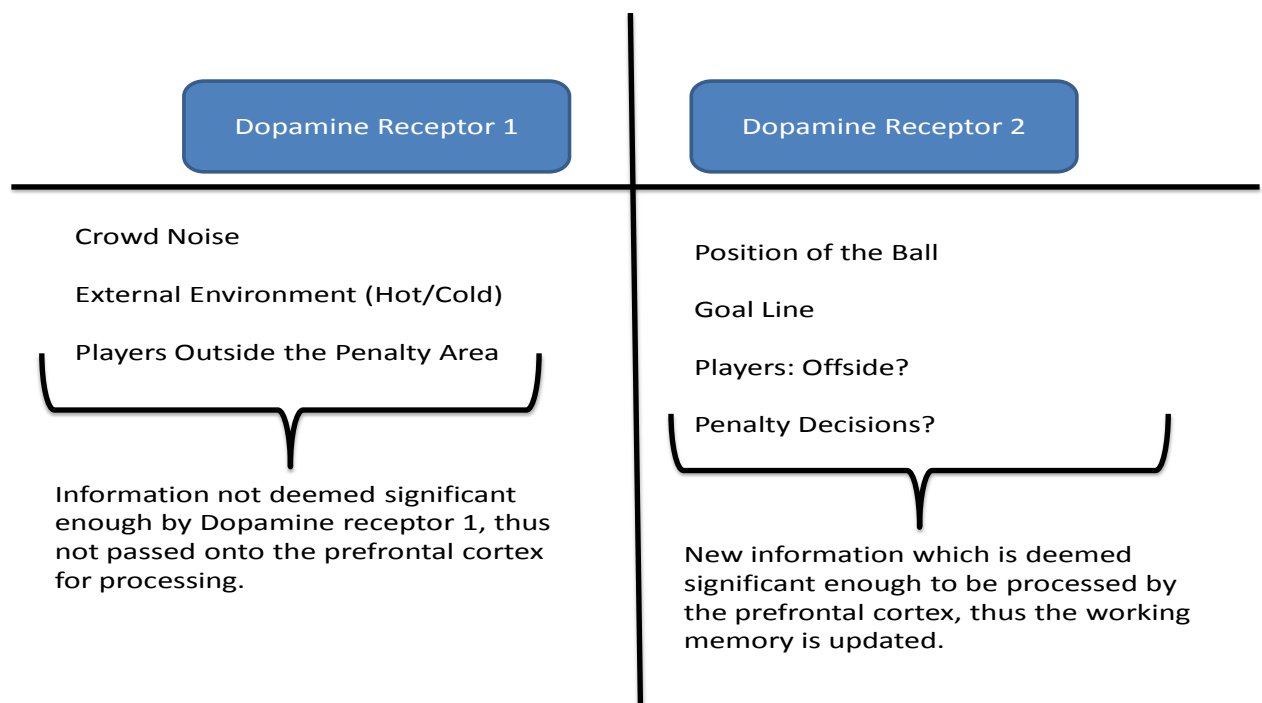 Dopamine Receptor 1
Dopamine Receptor 2
Crowd Noise
External Environment (Hot/Cold)
Players Outside the Penalty Area
Information not deemed significant
enough by Dopamine receptor 1, thus
not passed onto the prefrontal cortex
for processing.
Position of the Ball
Goal Line
Players: Offside?
Penalty Decisions?
New information which is deemed
significant enough to be processed by
the prefrontal cortex, thus the working
memory is updated.